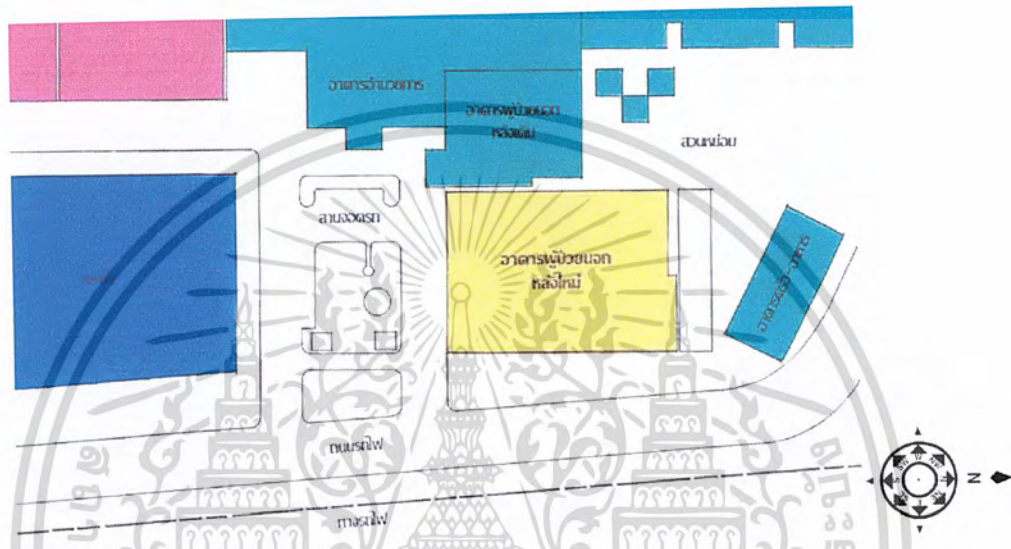 อาคารอำนวยการ
อาคารผู้ป่วยนอก
หลังเดิม
สวนหย่อม
ลานจอดรถ
อาคารผู้ป่วยนอก
หลังใหม่
ถนนรถไฟ
ทางรถไฟ
N